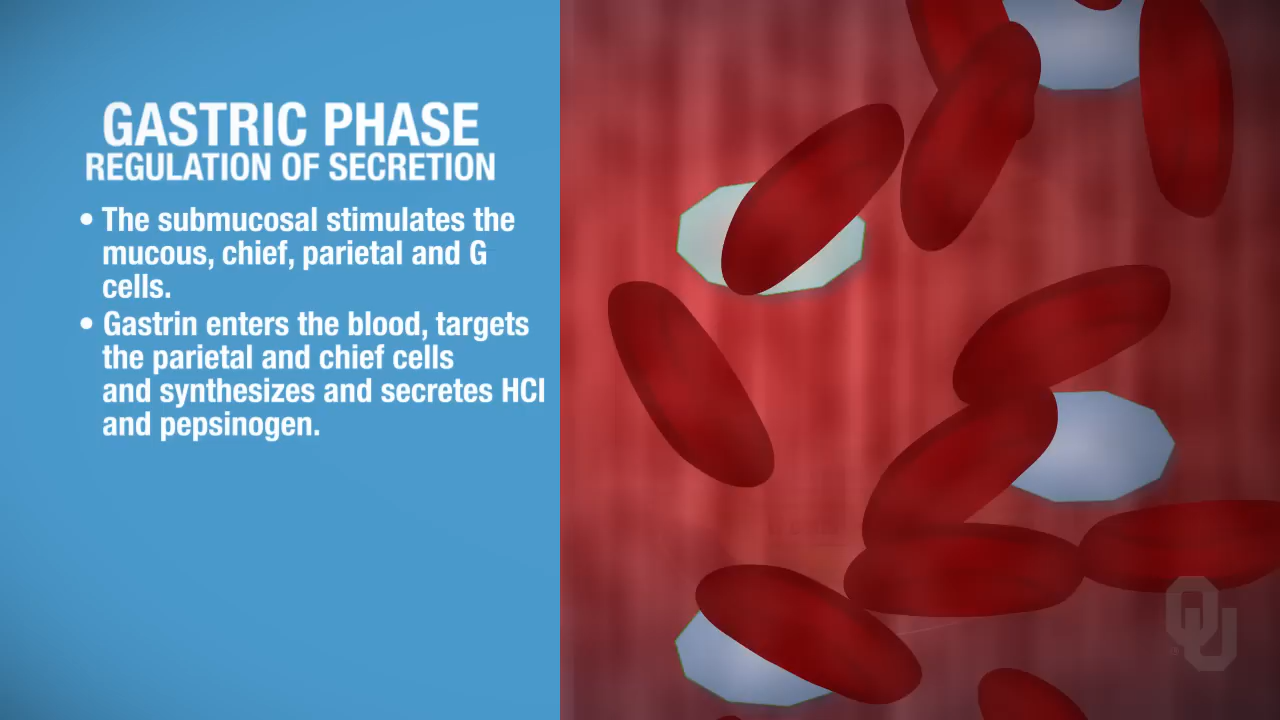 GASTRIC PHASE
REGULATION OF SECRETION
• The submucosal stimulates the
mucous, chief, parietal and G
cells.
• Gastrin enters the blood, targets
the parietal and chief cells
and synthesizes and secretes HCl
and pepsinogen.
OU